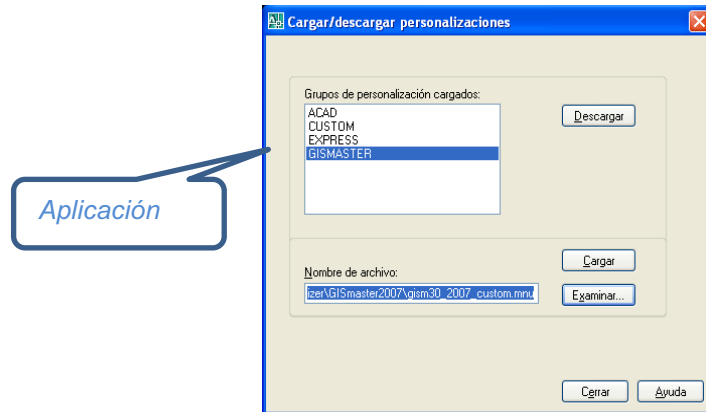 Cargar/descargar personalizaciones
Grupos de personalización cargados:
ACAD
CUSTOM
EXPRESS
GISMASTER
Descargar
Aplicación
Cargar
Nombre de archivo:
izer\GISmaster2007\gism30_2007_custom.mnu
Examinar...
Cerrar Ayuda